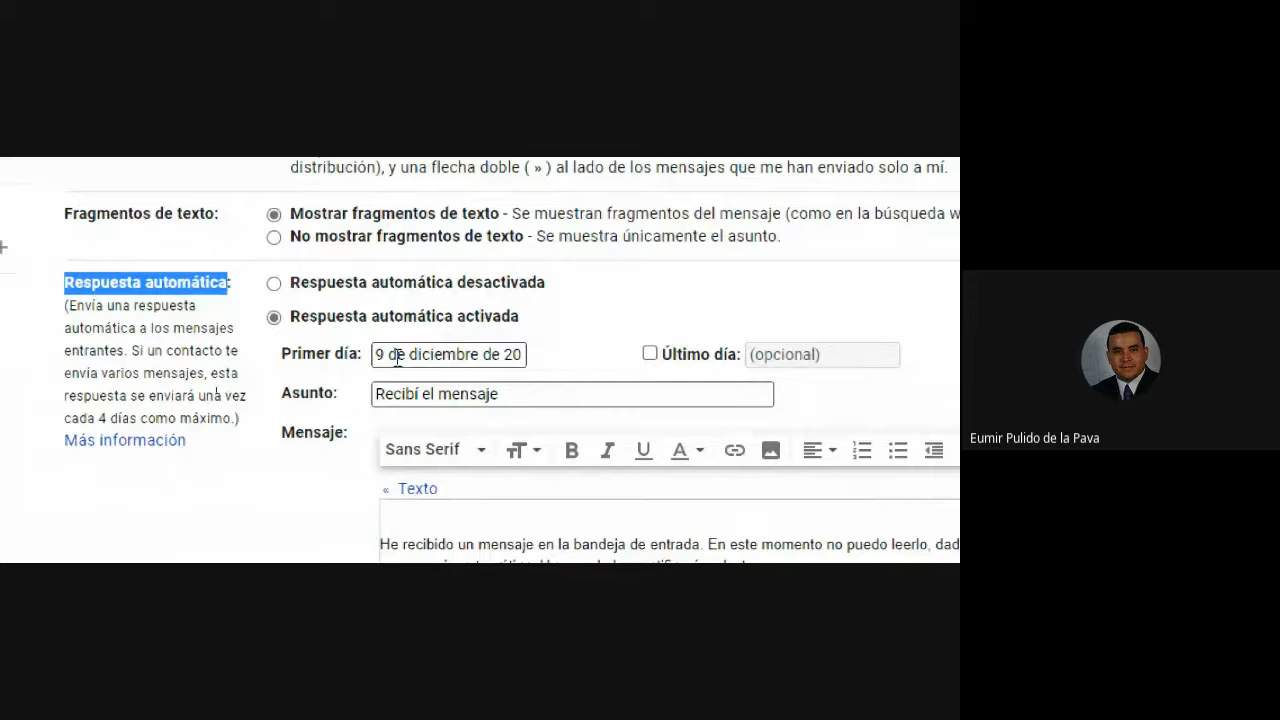 distribución), y una flecha doble ( » ) al lado de los mensajes que me han enviado solo a mí.
Fragmentos de texto:
Mostrar fragmentos de texto - Se muestran fragmentos del mensaje (como en la búsqueda w
No mostrar fragmentos de texto - Se muestra únicamente el asunto.
Respuesta automática:
(Envía una respuesta
automática a los mensajes
entrantes. Si un contacto te
envía varios mensajes, esta
respuesta se enviará una vez
cada 4 días como máximo.)
Más información
Respuesta automática desactivada
Respuesta automática activada
Primer día: 9 de diciembre de 20 Último día: (opcional)
Asunto: Recibí el mensaje
Mensaje:
Sans Serif
« Texto
He recibido un mensaje en la bandeja de entrada. En este momento no puedo leerlo, dad
Eumir Pulido de la Pava